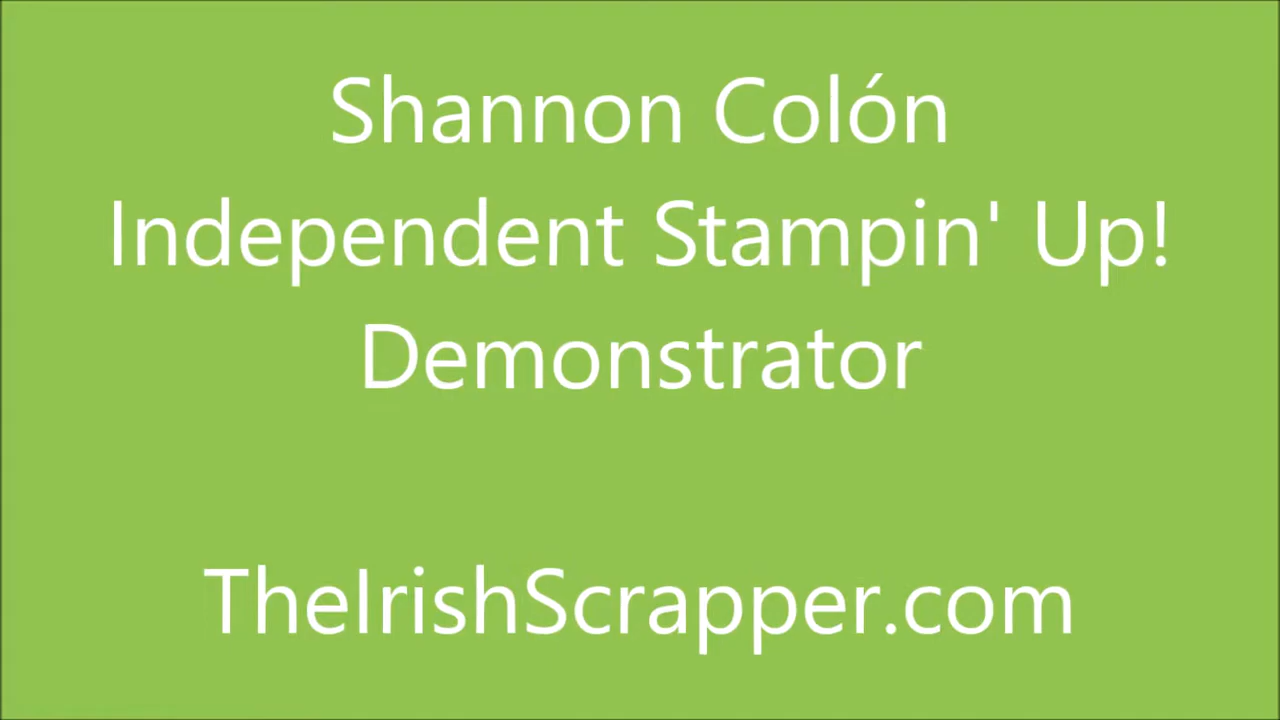 Shannon Colón
Independent Stampin' Up!
Demonstrator
TheIrishScrapper.com